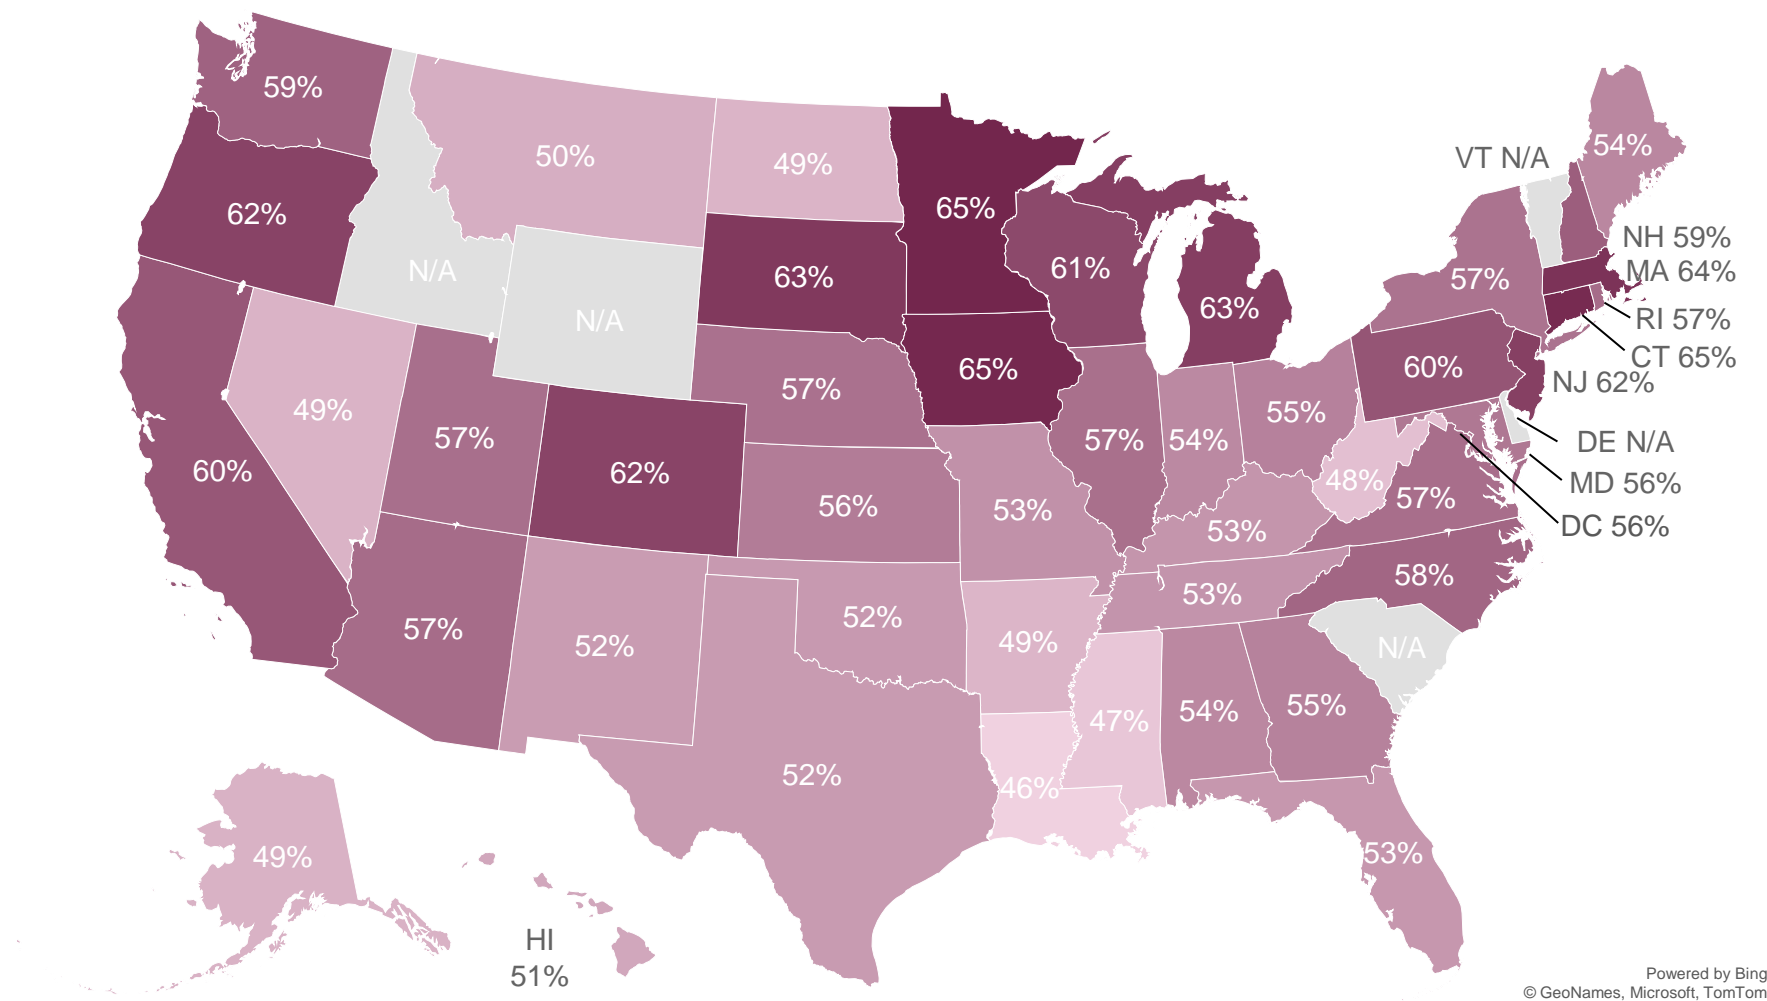 59%
50%
49%
65%
VT N/A
54%
62%
N/A
63%
61%
63%
57%
NH 59%
MA 64%
RI 57%
CT 65%
N/A
65%
60%
NJ 62%
49%
57%
57%
55%
57%
54%
DE N/A
60%
62%
56%
53%
53%
48%
57%
MD 56%
DC 56%
57%
52%
52%
49%
53%
58%
N/A
52%
47%
54%
55%
46%
53%
49%
HI
51%
Powered by Bing
© GeoNames, Microsoft, TomTom